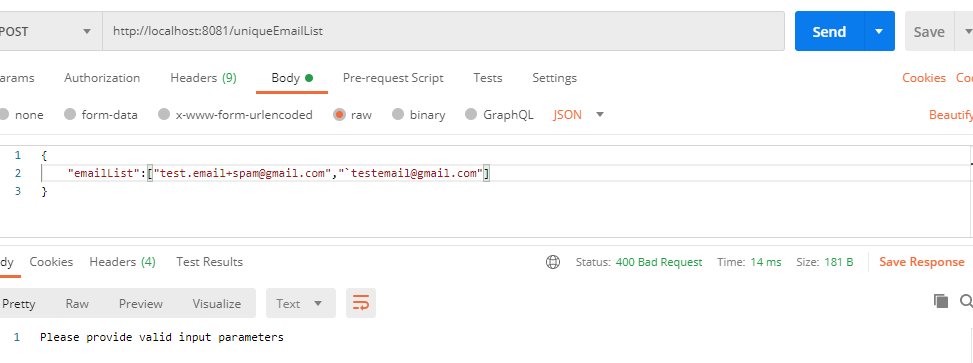 POST http://localhost:8081/uniqueEmailList Send Save
arams Authorization Headers (9) Body Pre-request Script Tests Settings Cookies Co
none form-data x-www-form-urlencoded raw binary GraphQL JSON Beautify
1 {
2 "emailList":["test.email+spam@gmail.com","`testemail@gmail.com"]
3 }
dy Cookies Headers (4) Test Results Status: 400 Bad Request Time: 14 ms Size: 181 B Save Response
Pretty Raw Preview Visualize Text
1 Please provide valid input parameters